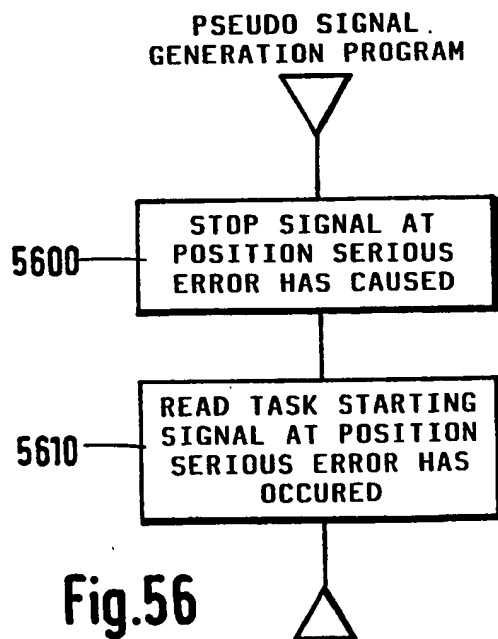 PSEUDO SIGNAL.
GENERATION PROGRAM
5600
STOP SIGNAL AT
POSITION SERIOUS
ERROR HAS CAUSED
5610
READ TASK STARTING
SIGNAL AT POSITION
SERIOUS ERROR HAS
OCCURED
Fig.56